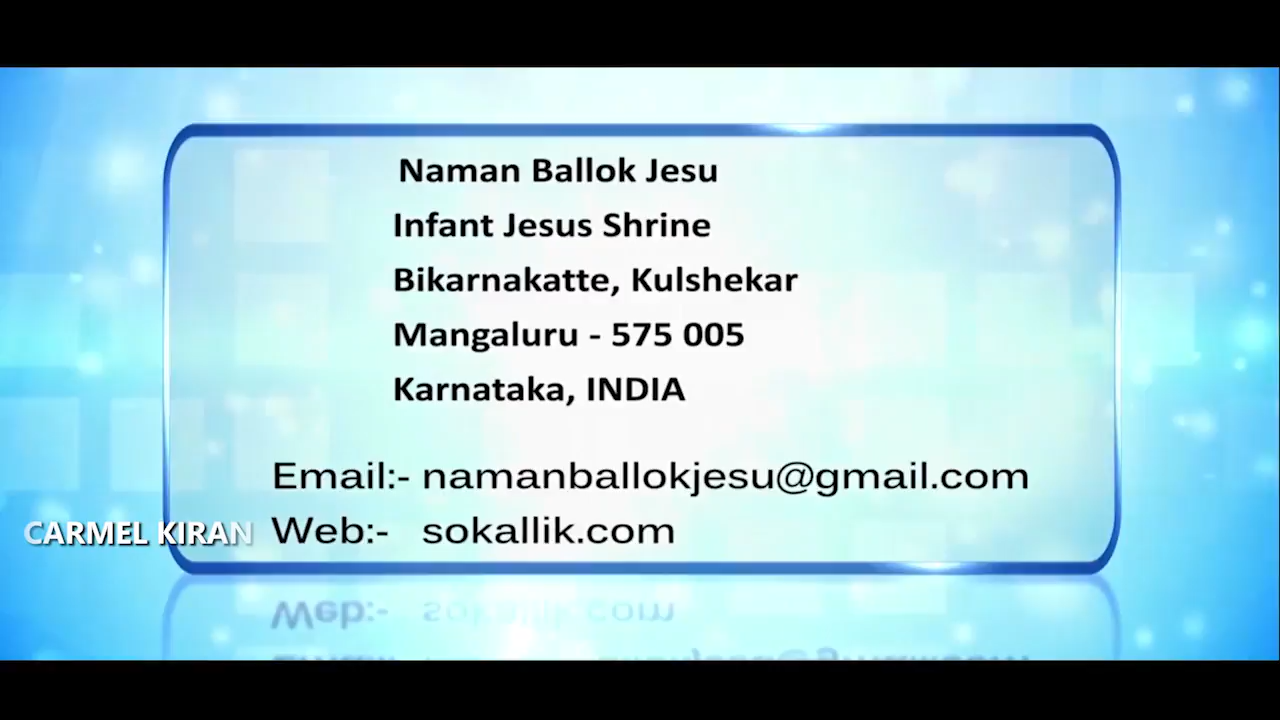 Naman Ballok Jesu
Infant Jesus Shrine
Bikarnakatte, Kulshekar
Mangaluru - 575 005
Karnataka, INDIA
Email:- namanballokjesu@gmail.com
Web:- sokallik.com
CARMEL KIRAN